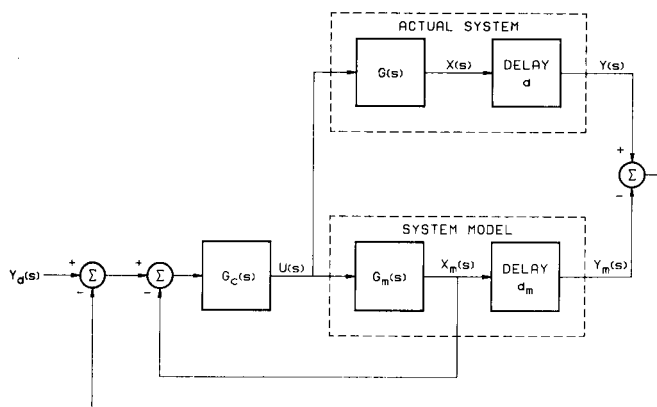 ACTUAL SYSTEM
G(s)
X(s)
DELAY
d
Y(s)
+
Σ
-
SYSTEM MODEL
Y_d(s)
+
Σ
-
+
Σ
-
G_c(s)
U(s)
G_m(s)
X_m(s)
DELAY
d_m
Y_m(s)